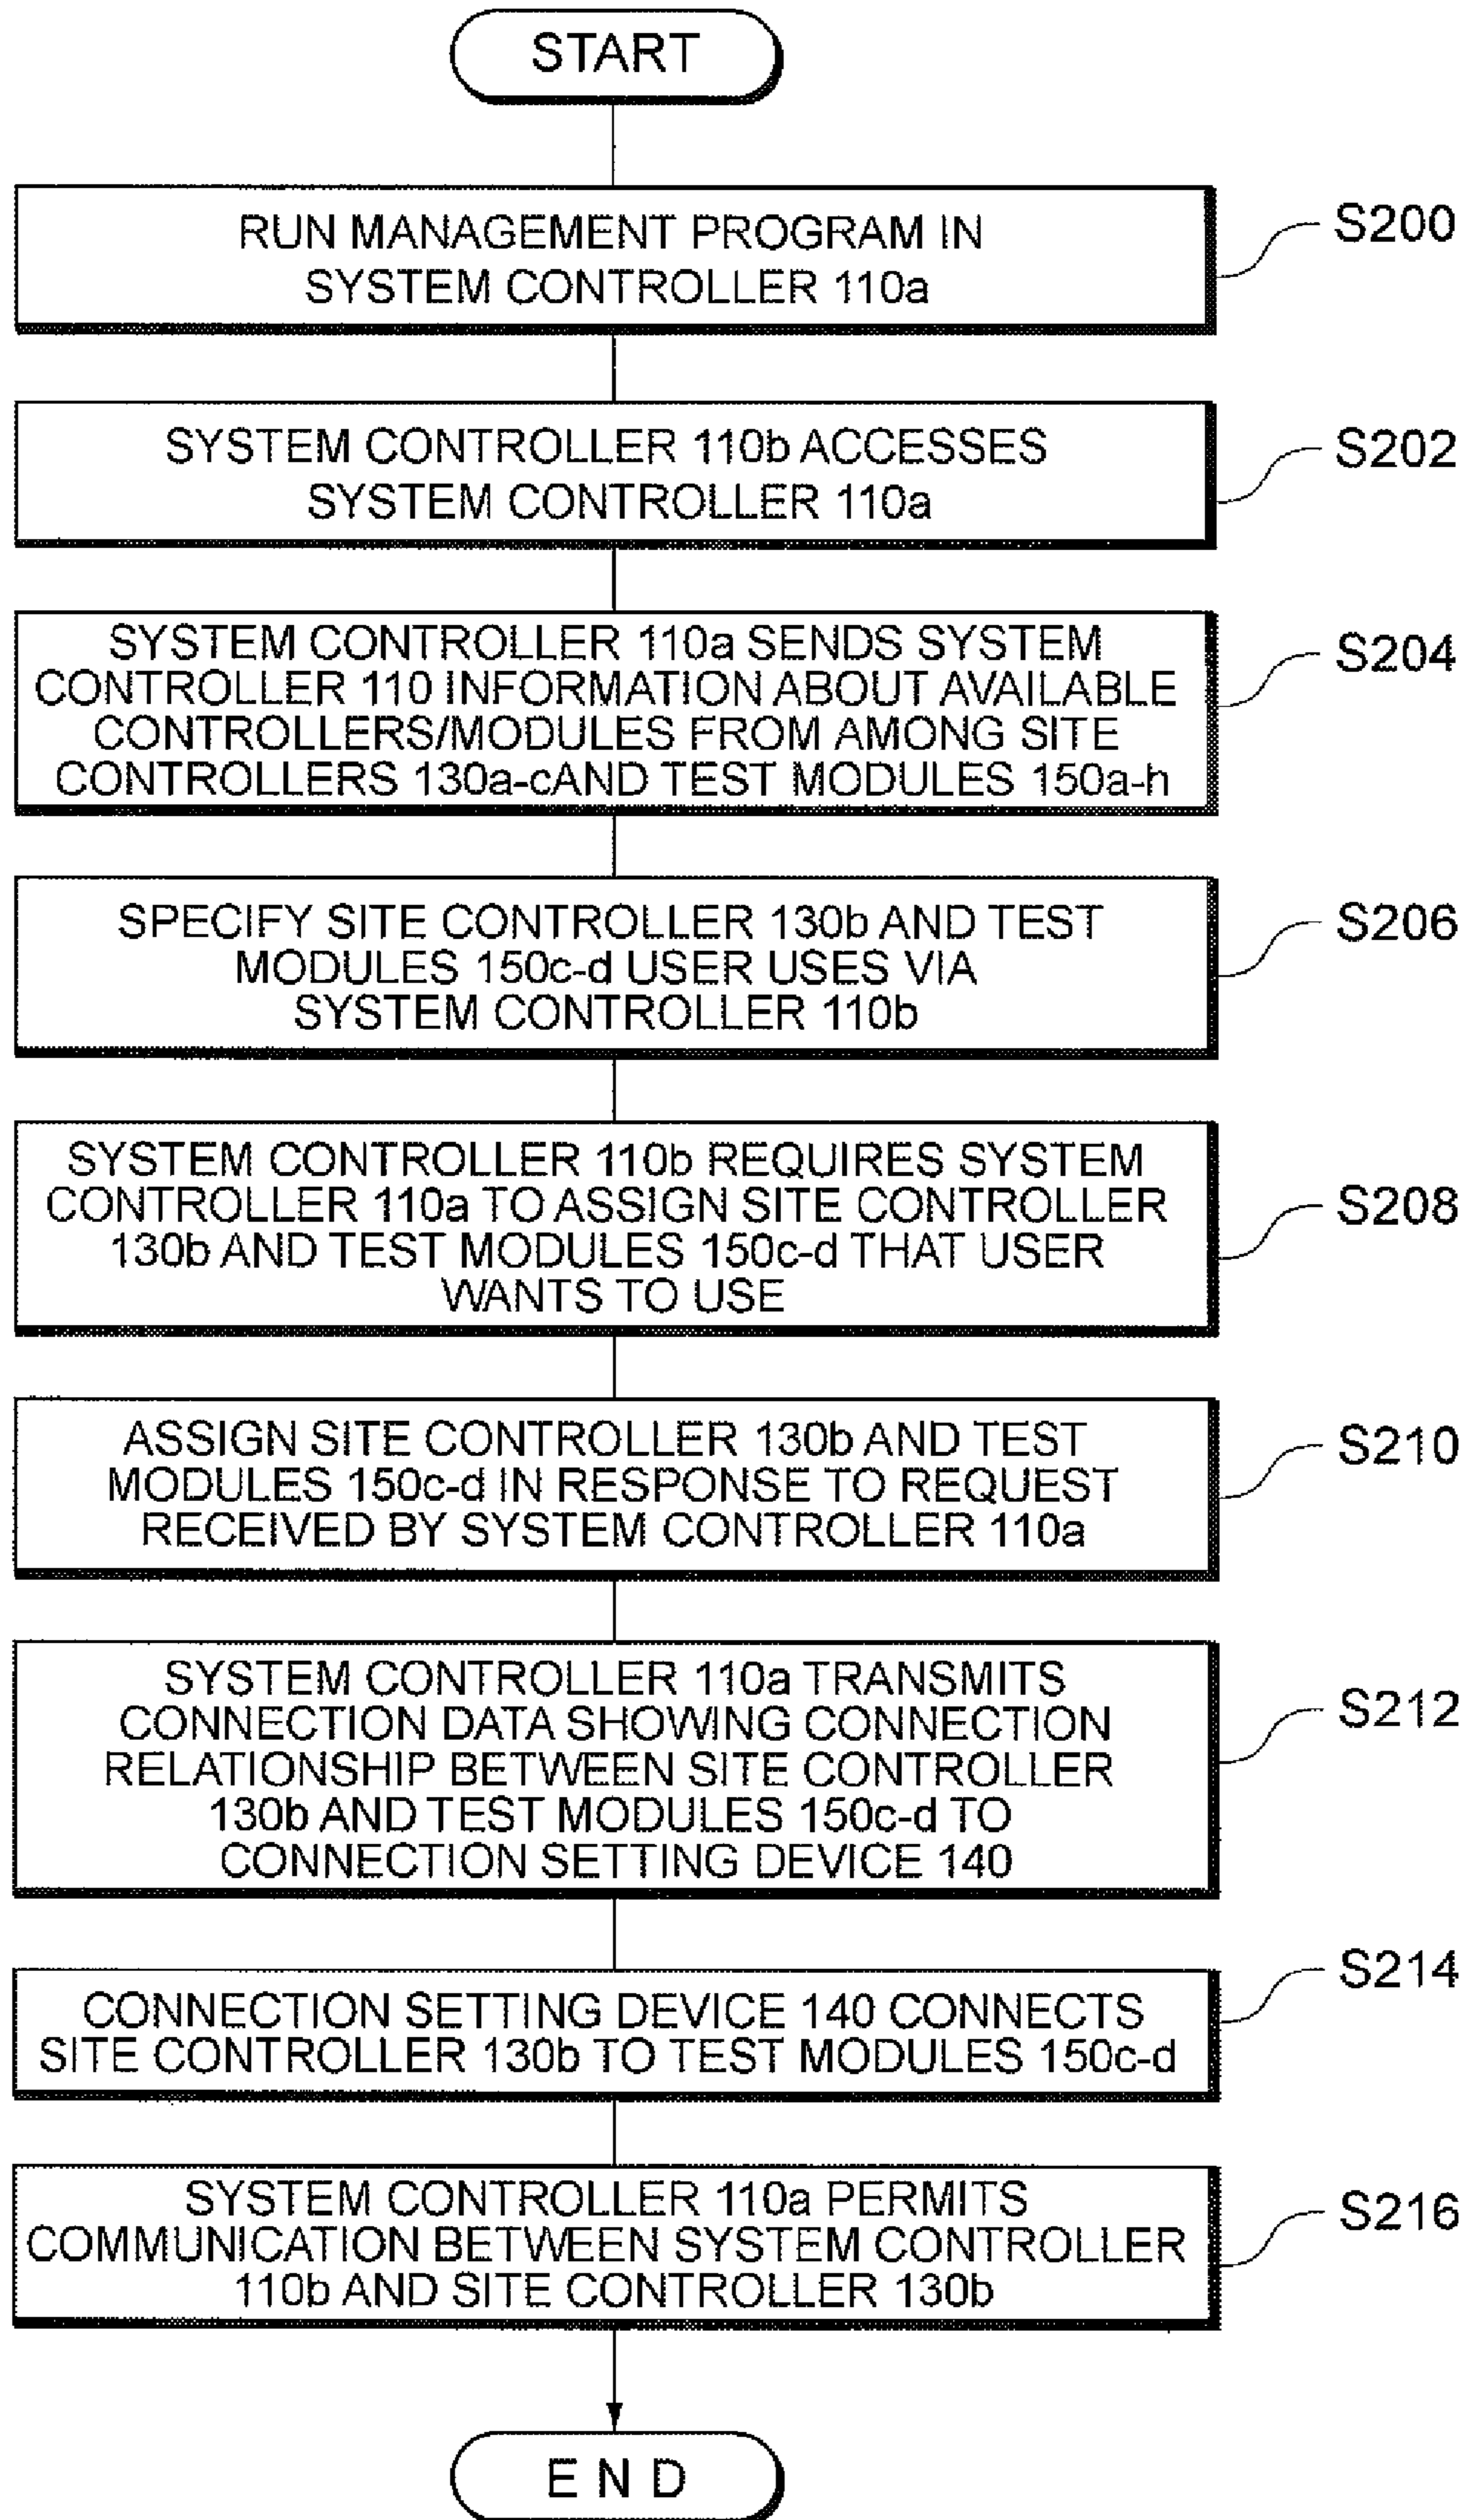 START
RUN MANAGEMENT PROGRAM IN
SYSTEM CONTROLLER 110a
S200
SYSTEM CONTROLLER 110b ACCESSES
SYSTEM CONTROLLER 110a
S202
SYSTEM CONTROLLER 110a SENDS SYSTEM
CONTROLLER 110 INFORMATION ABOUT AVAILABLE
CONTROLLERS/MODULES FROM AMONG SITE
CONTROLLERS 130a-cAND TEST MODULES 150a-h
S204
SPECIFY SITE CONTROLLER 130b AND TEST
MODULES 150c-d USER USES VIA
SYSTEM CONTROLLER 110b
S206
SYSTEM CONTROLLER 110b REQUIRES SYSTEM
CONTROLLER 110a TO ASSIGN SITE CONTROLLER
130b AND TEST MODULES 150c-d THAT USER
WANTS TO USE
S208
ASSIGN SITE CONTROLLER 130b AND TEST
MODULES 150c-d IN RESPONSE TO REQUEST
RECEIVED BY SYSTEM CONTROLLER 110a
S210
SYSTEM CONTROLLER 110a TRANSMITS
CONNECTION DATA SHOWING CONNECTION
RELATIONSHIP BETWEEN SITE CONTROLLER
130b AND TEST MODULES 150c-d TO
CONNECTION SETTING DEVICE 140
S212
CONNECTION SETTING DEVICE 140 CONNECTS
SITE CONTROLLER 130b TO TEST MODULES 150c-d
S214
SYSTEM CONTROLLER 110a PERMITS
COMMUNICATION BETWEEN SYSTEM CONTROLLER
110b AND SITE CONTROLLER 130b
S216
END